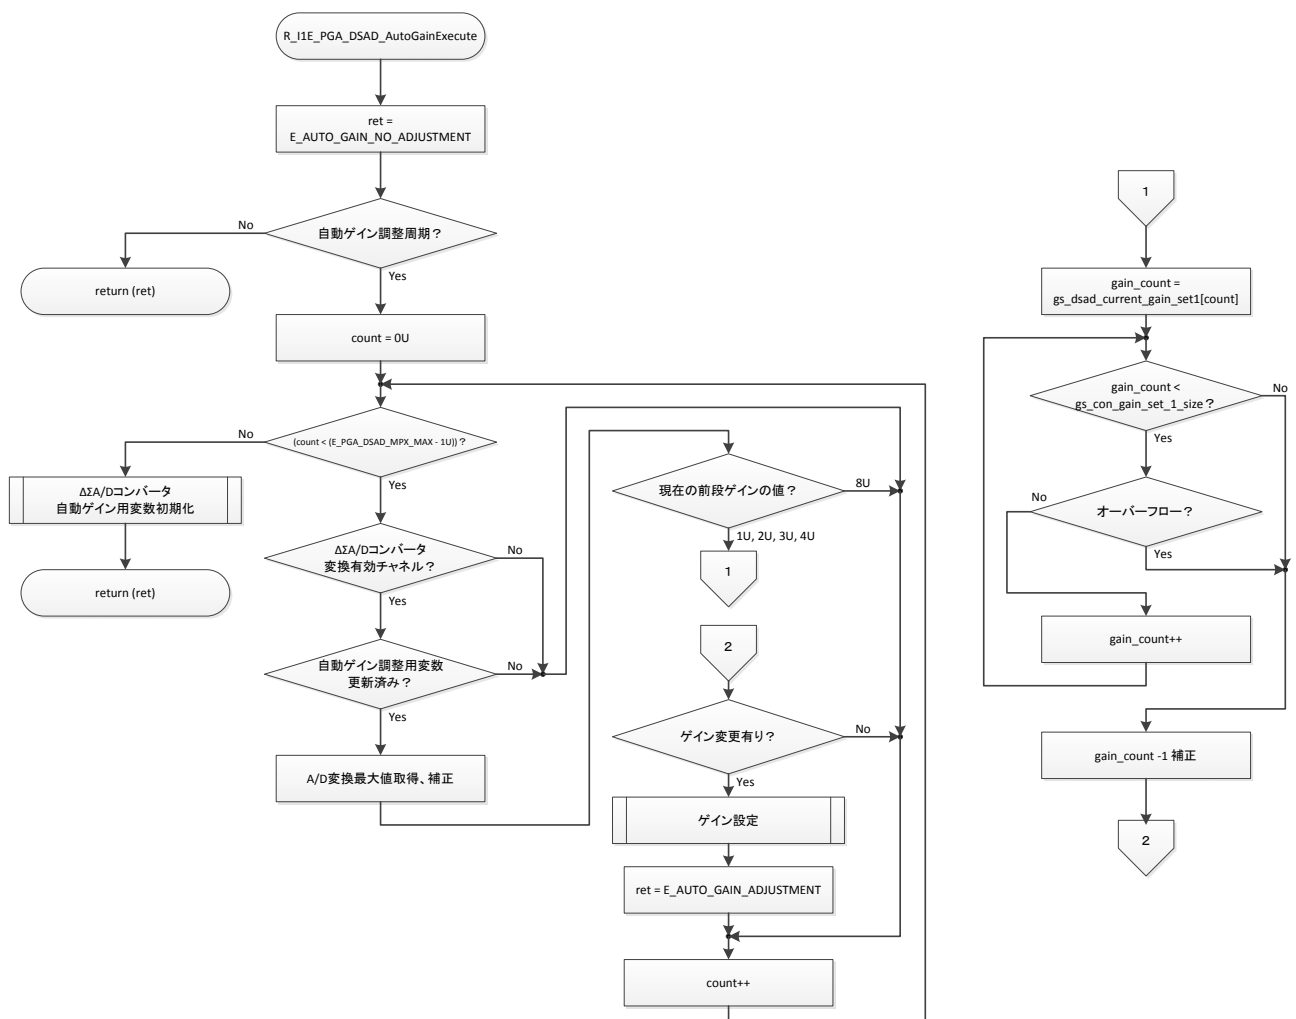 R_I1E_PGA_DSAD_AutoGainExecute
ret =
E_AUTO_GAIN_NO_ADJUSTMENT
自動ゲイン調整周期？
No
Yes
return (ret)
count = 0U
(count < (E_PGA_DSAD_MPX_MAX - 1U))？
No
Yes
ΔΣA/Dコンバータ
自動ゲイン用変数初期化
return (ret)
ΔΣA/Dコンバータ
変換有効チャネル？
No
Yes
自動ゲイン調整用変数
更新済み？
No
Yes
A/D変換最大値取得、補正
現在の前段ゲインの値？
8U
1U, 2U, 3U, 4U
1
2
ゲイン変更有り？
No
Yes
ゲイン設定
ret = E_AUTO_GAIN_ADJUSTMENT
count++
1
gain_count =
gs_dsad_current_gain_set1[count]
gain_count <
gs_con_gain_set_1_size？
No
Yes
オーバーフロー？
No
Yes
gain_count++
gain_count -1 補正
2